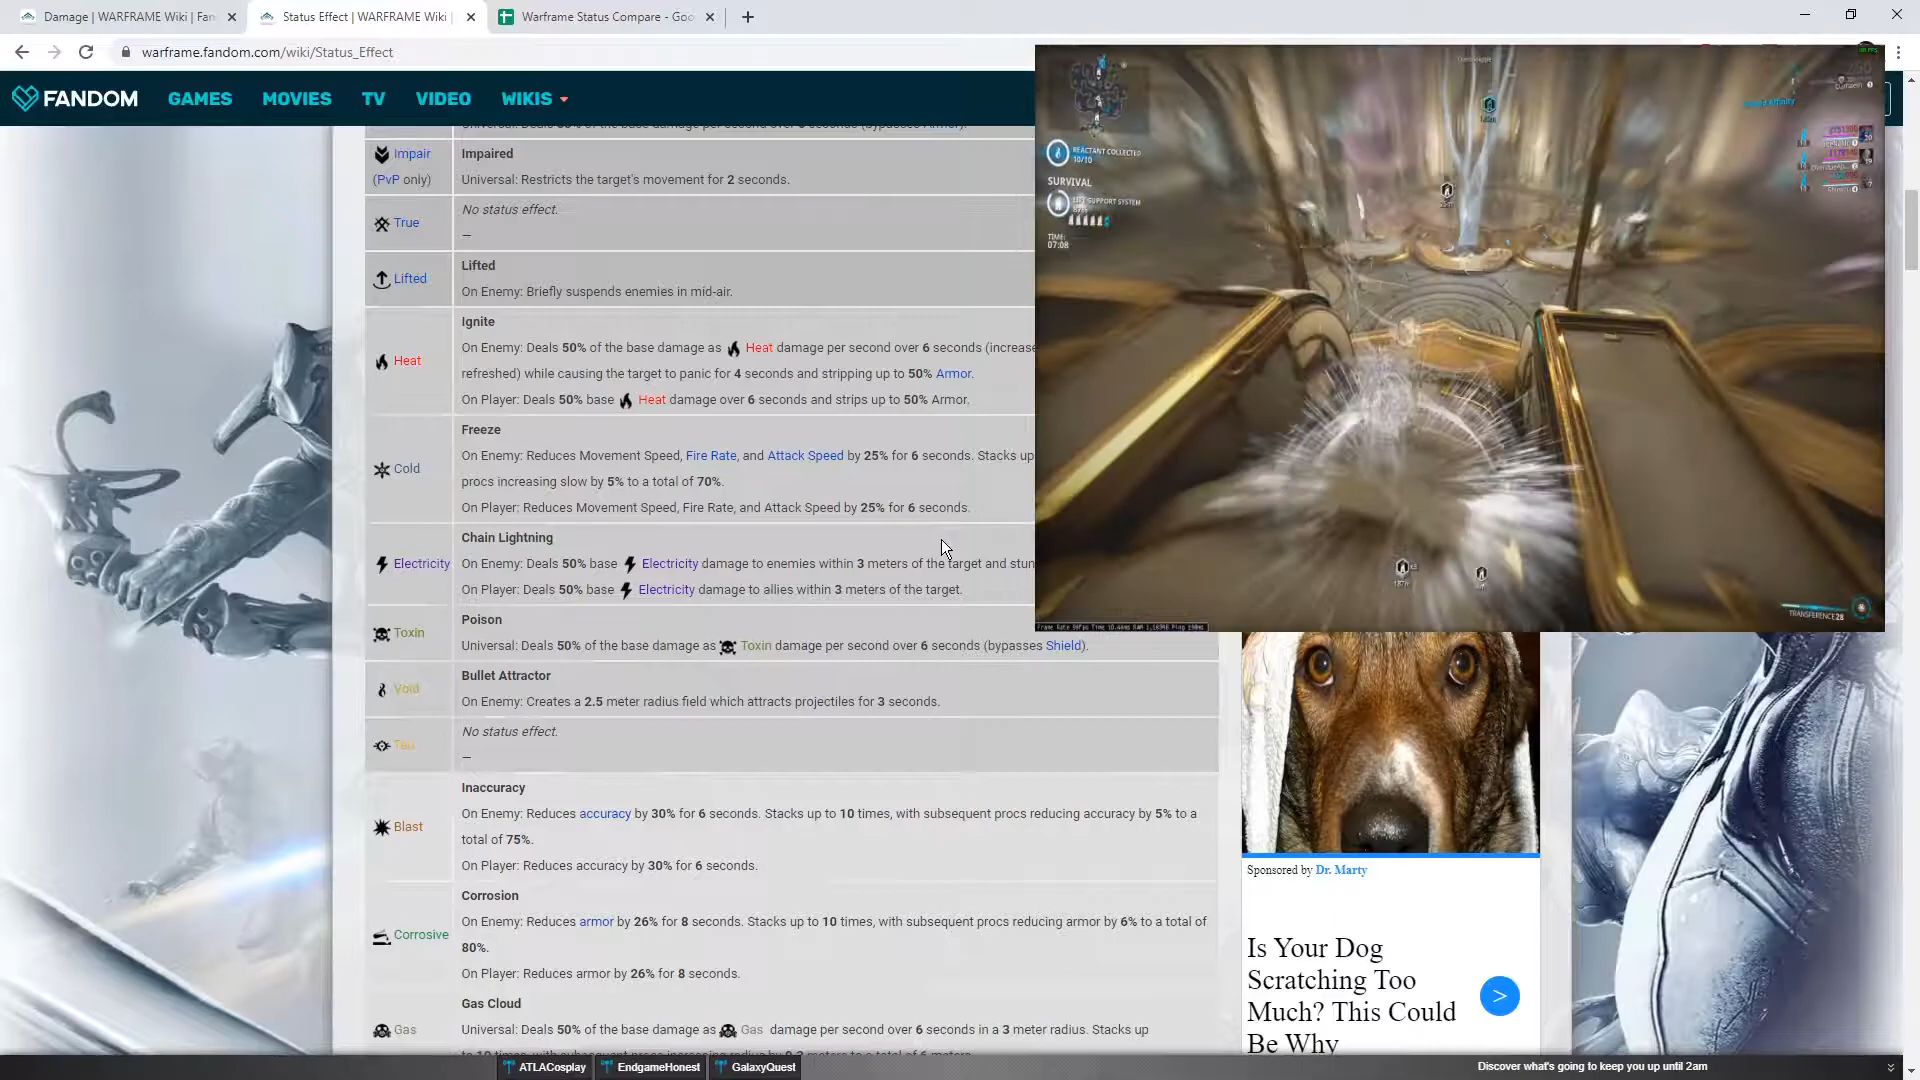 Damage | WARFRAME Wiki | Fan
Status Effect | WARFRAME Wiki |
Warframe Status Compare - Goo
warframe.fandom.com/wiki/Status_Effect
FANDOM GAMES MOVIES TV VIDEO WIKIS
Impair
(PvP only)
Impaired
Universal: Restricts the target's movement for 2 seconds.
True
No status effect.
—
Lifted
Lifted
On Enemy: Briefly suspends enemies in mid-air.
Heat
Ignite
On Enemy: Deals 50% of the base damage as Heat damage per second over 6 seconds (increase
refreshed) while causing the target to panic for 4 seconds and stripping up to 50% Armor.
On Player: Deals 50% base Heat damage over 6 seconds and strips up to 50% Armor.
Cold
Freeze
On Enemy: Reduces Movement Speed, Fire Rate, and Attack Speed by 25% for 6 seconds. Stacks up
procs increasing slow by 5% to a total of 70%.
On Player: Reduces Movement Speed, Fire Rate, and Attack Speed by 25% for 6 seconds.
Electricity
Chain Lightning
On Enemy: Deals 50% base Electricity damage to enemies within 3 meters of the target and stun
On Player: Deals 50% base Electricity damage to allies within 3 meters of the target.
Toxin
Poison
Universal: Deals 50% of the base damage as Toxin damage per second over 6 seconds (bypasses Shield).
Void
Bullet Attractor
On Enemy: Creates a 2.5 meter radius field which attracts projectiles for 3 seconds.
Tau
No status effect.
—
Blast
Inaccuracy
On Enemy: Reduces accuracy by 30% for 6 seconds. Stacks up to 10 times, with subsequent procs reducing accuracy by 5% to a
total of 75%.
On Player: Reduces accuracy by 30% for 6 seconds.
Corrosive
Corrosion
On Enemy: Reduces armor by 26% for 8 seconds. Stacks up to 10 times, with subsequent procs reducing armor by 6% to a total of
80%.
On Player: Reduces armor by 26% for 8 seconds.
Gas
Gas Cloud
Universal: Deals 50% of the base damage as Gas damage per second over 6 seconds in a 3 meter radius. Stacks up
REACTANT COLLECTED
10/10
SURVIVAL
LIFE SUPPORT SYSTEM
TIME:
07:08
TRANSFERENCE 28
Sponsored by Dr. Marty
Is Your Dog
Scratching Too
Much? This Could
Be Why
>
ATLACosplay
EndgameHonest
GalaxyQuest
Discover what's going to keep you up until 2am